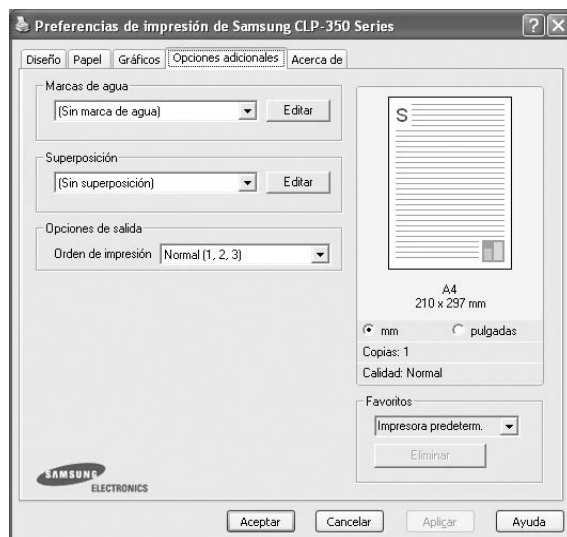 Preferencias de impresión de Samsung CLP-350 Series
Diseño Papel Gráficos Opciones adicionales Acerca de
Marcas de agua
(Sin marca de agua) Editar
Superposición
(Sin superposición) Editar
Opciones de salida
Orden de impresión Normal (1, 2, 3)
S
A4
210 x 297 mm
mm pulgadas
Copias: 1
Calidad: Normal
Favoritos
Impresora predeterm.
Eliminar
SAMSUNG
ELECTRONICS
Aceptar Cancelar Aplicar Ayuda